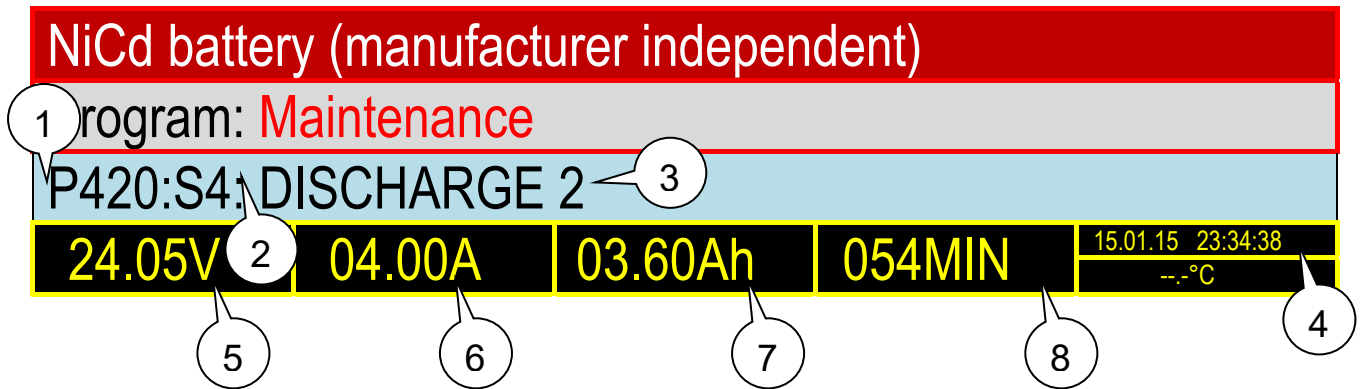 NiCd battery (manufacturer independent)
1 rogram: Maintenance
P420:S4: DISCHARGE 2 3
24.05V 2 04.00A 03.60Ah 054MIN 15.01.15 23:34:38
--.-°C
4
5 6 7 8